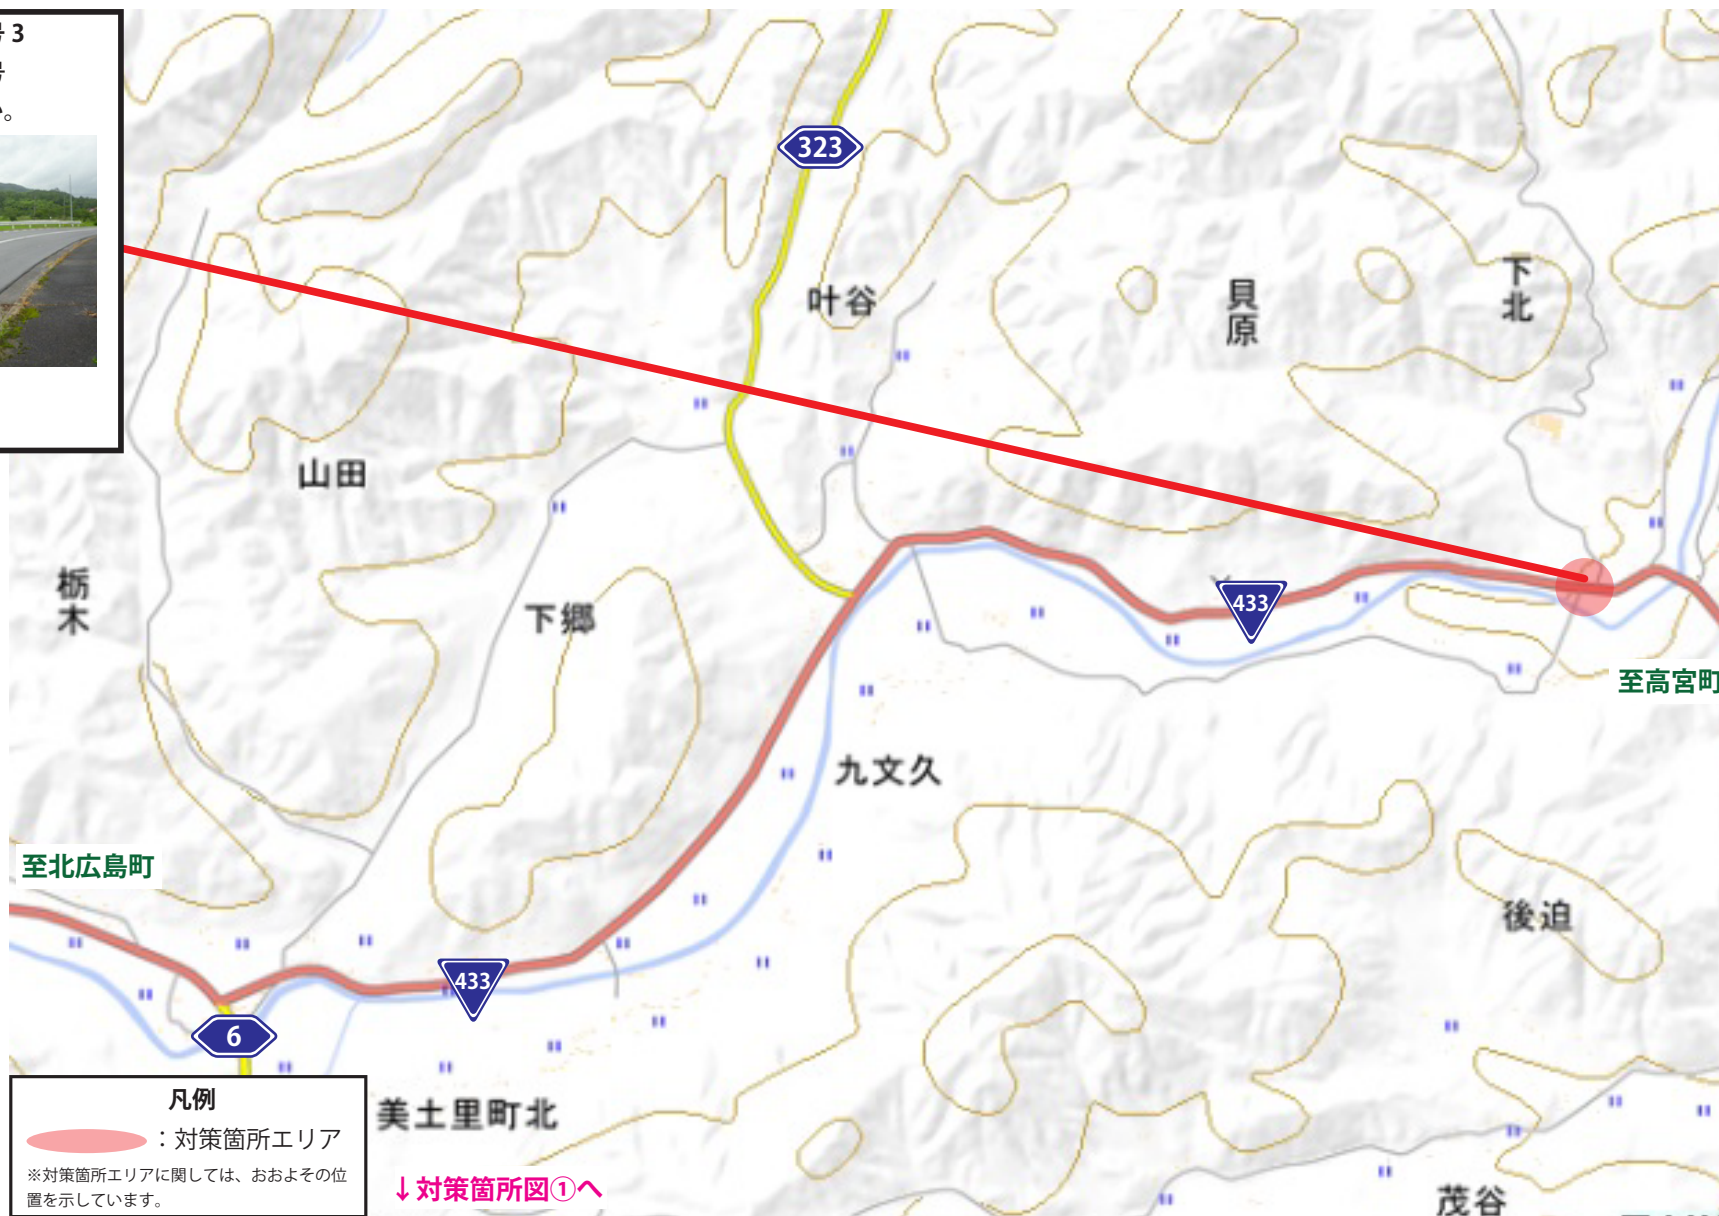 号 3
号
い。
323
叶谷
貝原
下北
山田
栃木
下郷
433
至高宮町
九文久
至北広島町
後迫
433
6
凡例
：対策箇所エリア
※対策箇所エリアに関しては、おおよその位
置を示しています。
美土里町北
↓対策箇所図①へ
茂谷